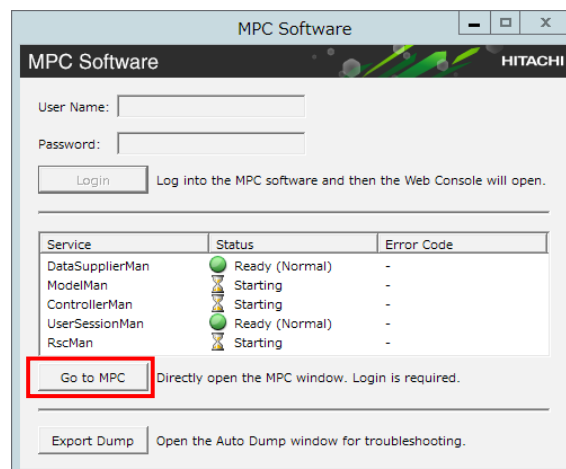 MPC Software
MPC Software HITACHI
User Name:
Password:
Login Log into the MPC software and then the Web Console will open.
Service Status Error Code
DataSupplierMan Ready (Normal) -
ModelMan Starting -
ControllerMan Starting -
UserSessionMan Ready (Normal) -
RscMan Starting -
Go to MPC Directly open the MPC window. Login is required.
Export Dump Open the Auto Dump window for troubleshooting.